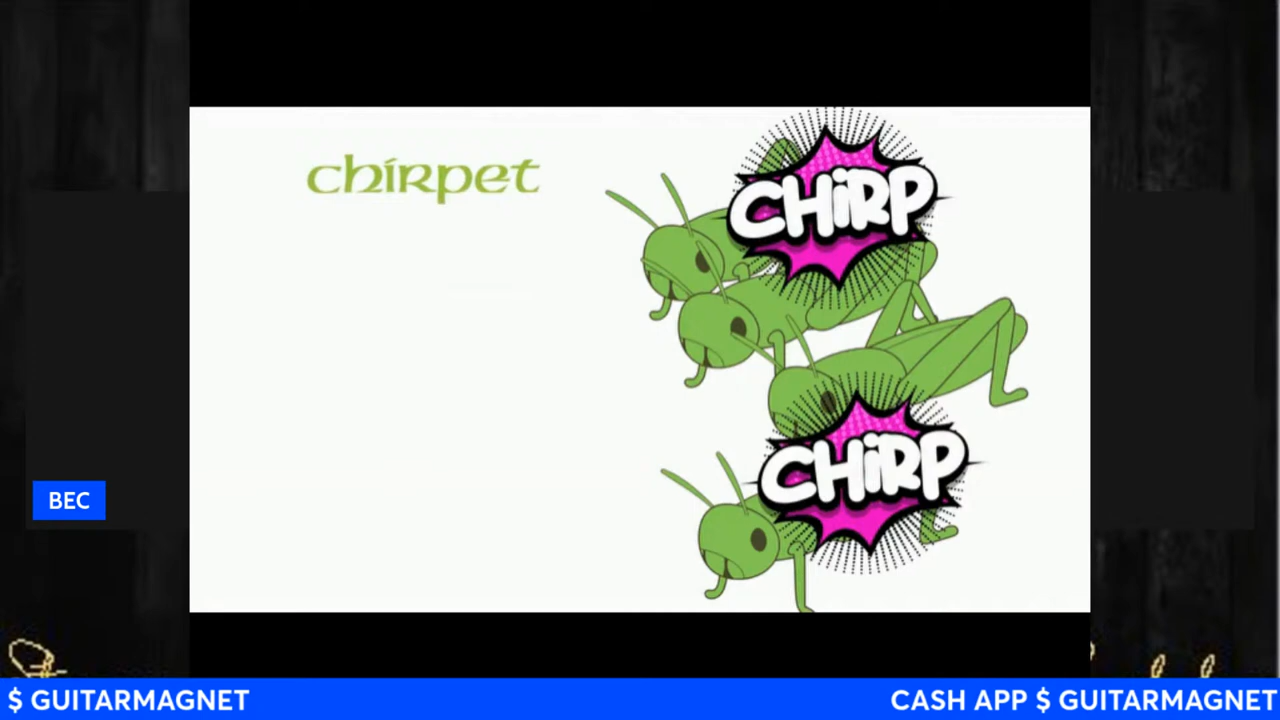 chirpet
CHiRP
CHiRP
BEC
$ GUITARMAGNET
CASH APP $ GUITARMAGNET